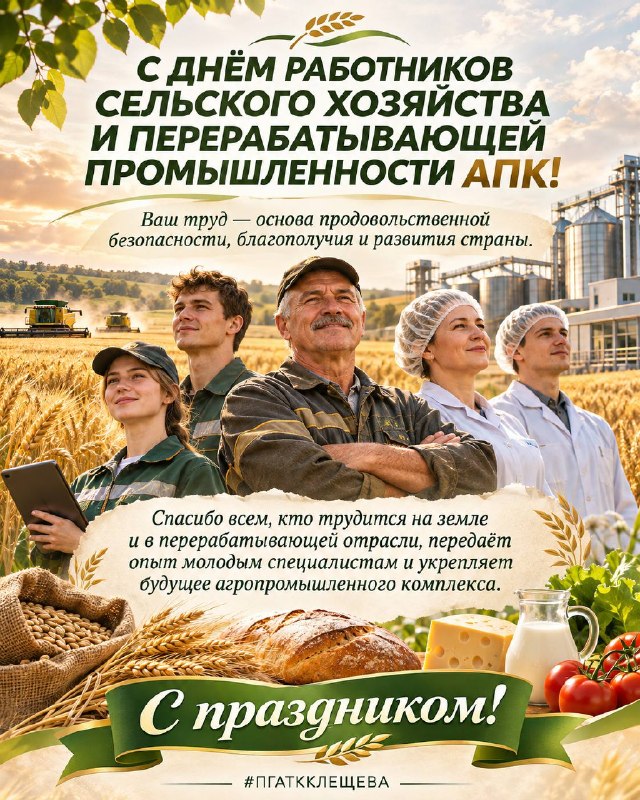 С ДНЁМ РАБОТНИКОВ
СЕЛЬСКОГО ХОЗЯЙСТВА
И ПЕРЕРАБАТЫВАЮЩЕЙ
ПРОМЫШЛЕННОСТИ АПК!
Ваш труд — основа продовольственной
безопасности, благополучия и развития страны.
Спасибо всем, кто трудится на земле
и в перерабатывающей отрасли, передаёт
опыт молодым специалистам и укрепляет
будущее агропромышленного комплекса.
С праздником!
#ПГАТККЛЕЩЕВА